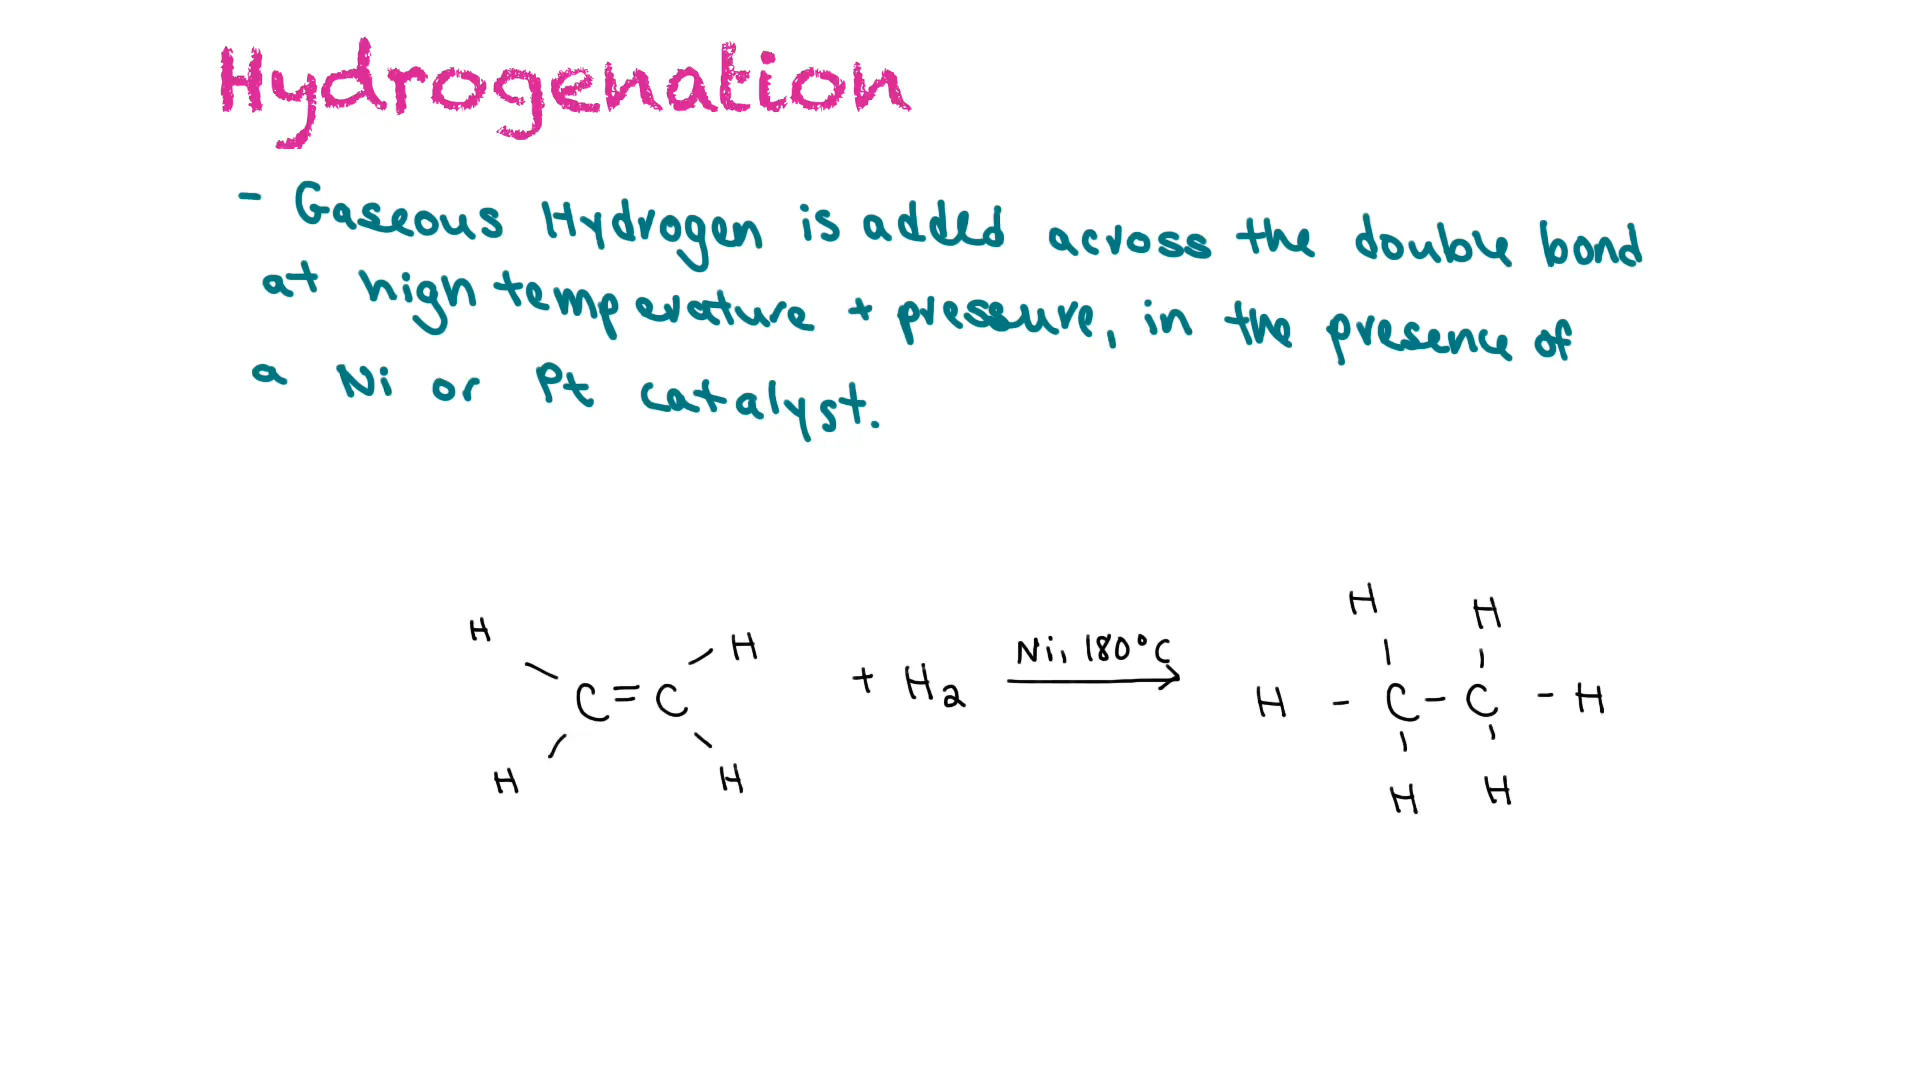 Hydrogenation
- Gaseous Hydrogen is added across the double bond
at high temperature + pressure, in the presence of
a Ni or Pt catalyst.
H H
H H
Ni, 180°C
H H
C=C + H₂ → H - C - C - H
H H
H H